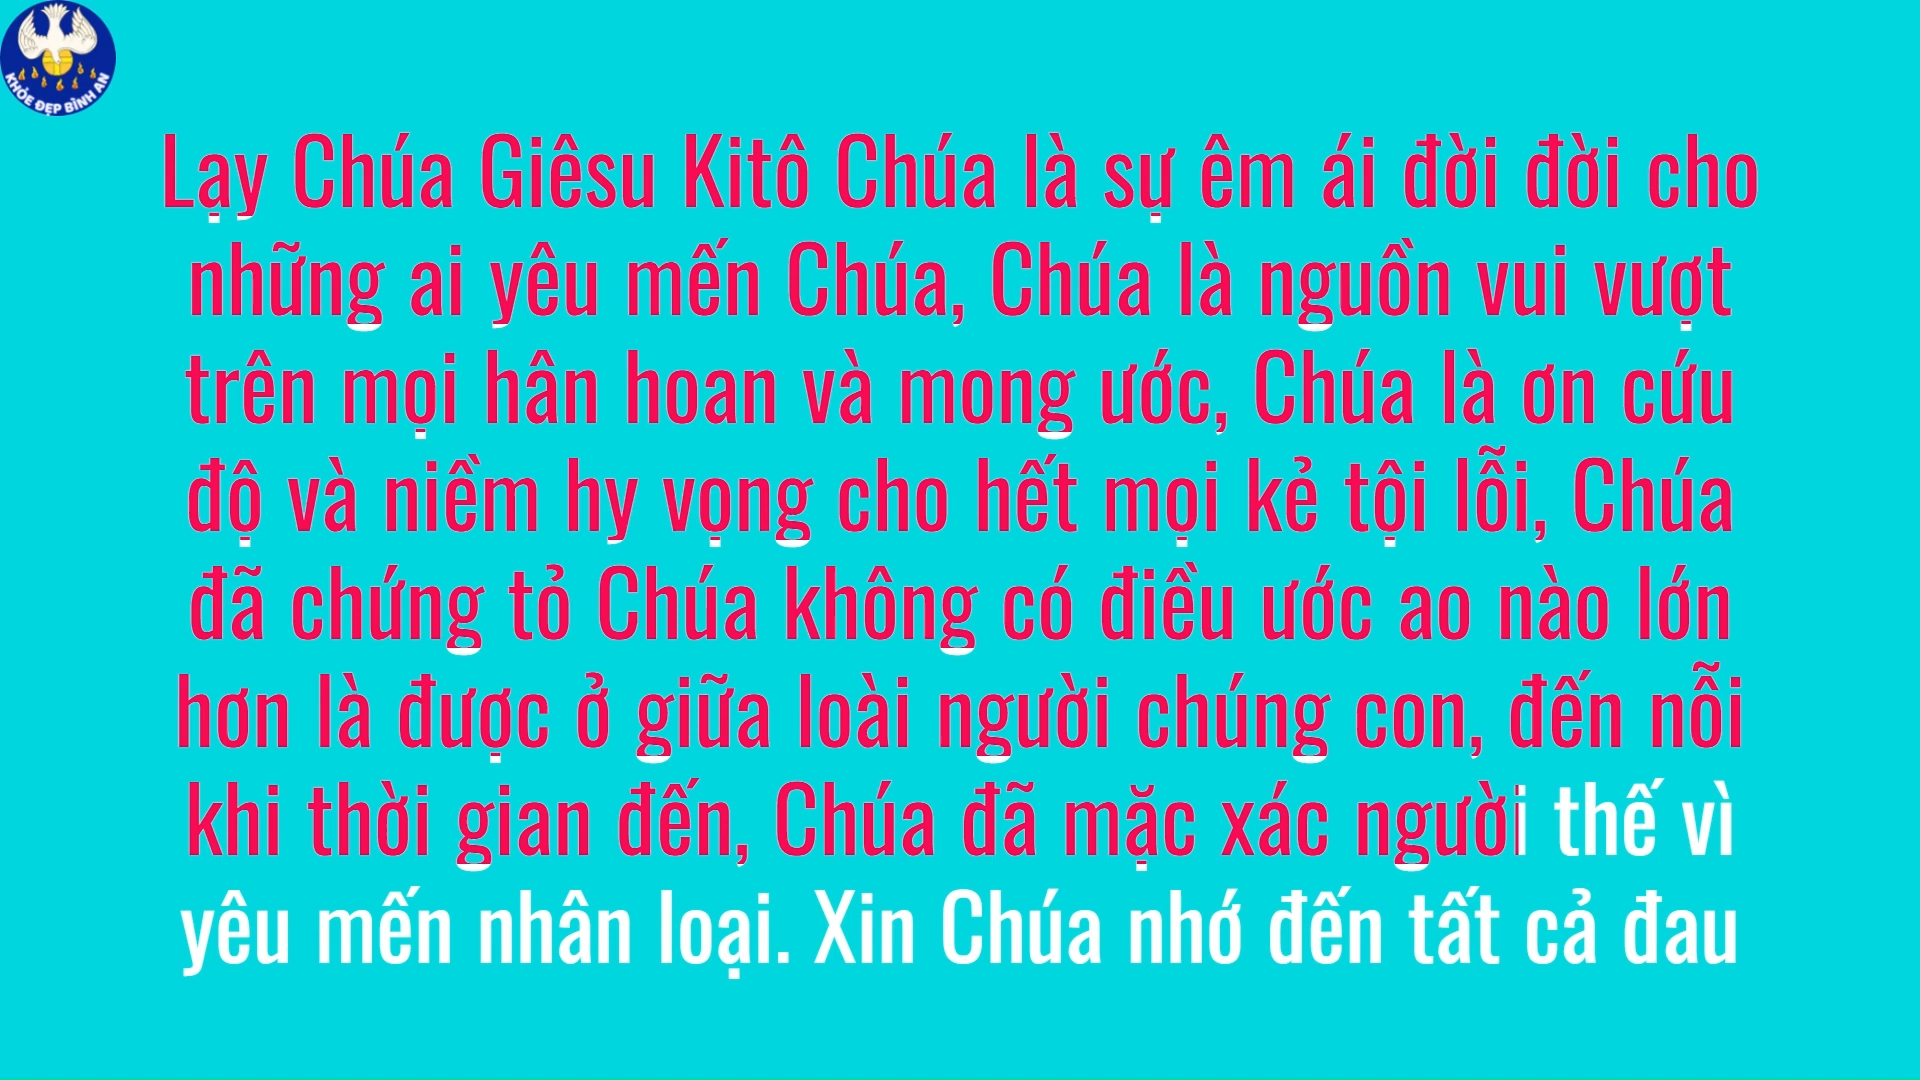 KHỎE ĐẸP BÌNH AN
Lạy Chúa Giêsu Kitô Chúa là sự êm ái đời đời cho
những ai yêu mến Chúa, Chúa là nguồn vui vượt
trên mọi hân hoan và mong ước, Chúa là ơn cứu
độ và niềm hy vọng cho hết mọi kẻ tội lỗi, Chúa
đã chứng tỏ Chúa không có điều ước ao nào lớn
hơn là được ở giữa loài người chúng con, đến nỗi
khi thời gian đến, Chúa đã mặc xác người thế vì
yêu mến nhân loại. Xin Chúa nhớ đến tất cả đau